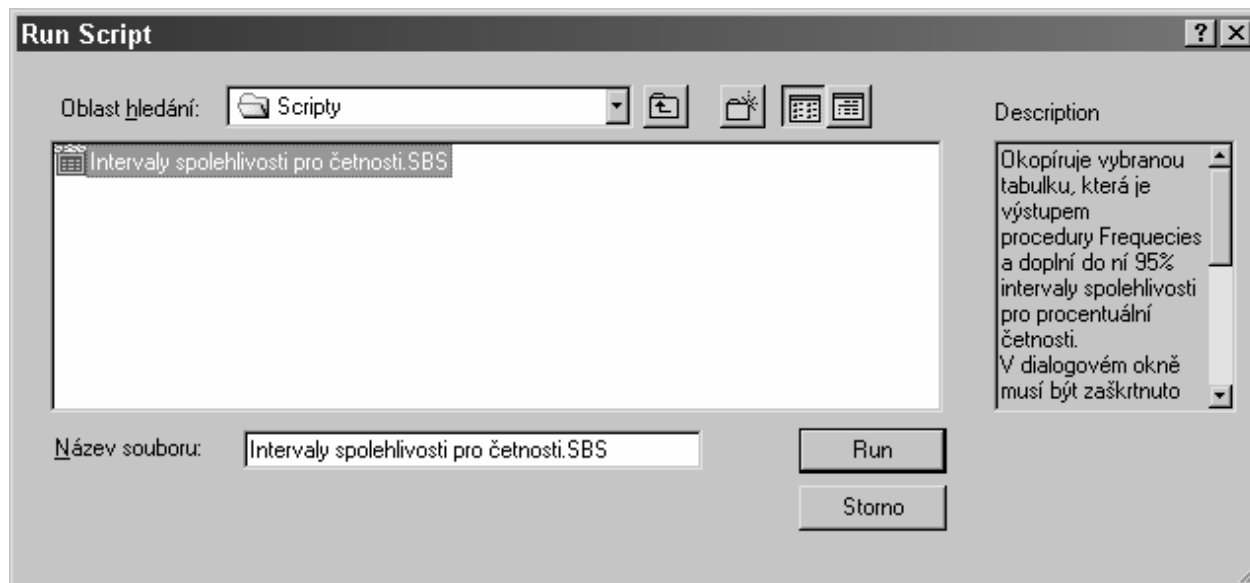 Run Script
Oblast hledání:
Scripty
Description
Intervaly spolehlivosti pro četnosti.SBS
Okopíruje vybranou
tabulku, která je
výstupem
procedury Frequecies
a doplní do ní 95%
intervaly spolehlivosti
pro procentuální
četnosti.
V dialogovém okně
musí být zaškrtnuto
Název souboru:
Intervaly spolehlivosti pro četnosti.SBS
Run
Storno